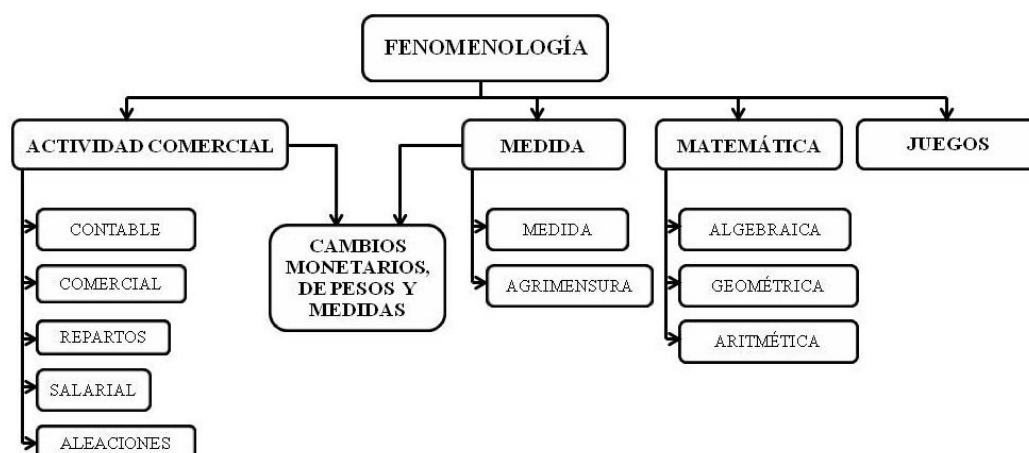 FENOMENOLOGÍA
ACTIVIDAD COMERCIAL
MEDIDA
MATEMÁTICA
JUEGOS
CONTABLE
COMERCIAL
REPARTOS
SALARIAL
ALEACIONES
CAMBIOS
MONETARIOS,
DE PESOS Y
MEDIDAS
MEDIDA
AGRIMENSURA
ALGEBRAICA
GEOMÉTRICA
ARITMÉTICA